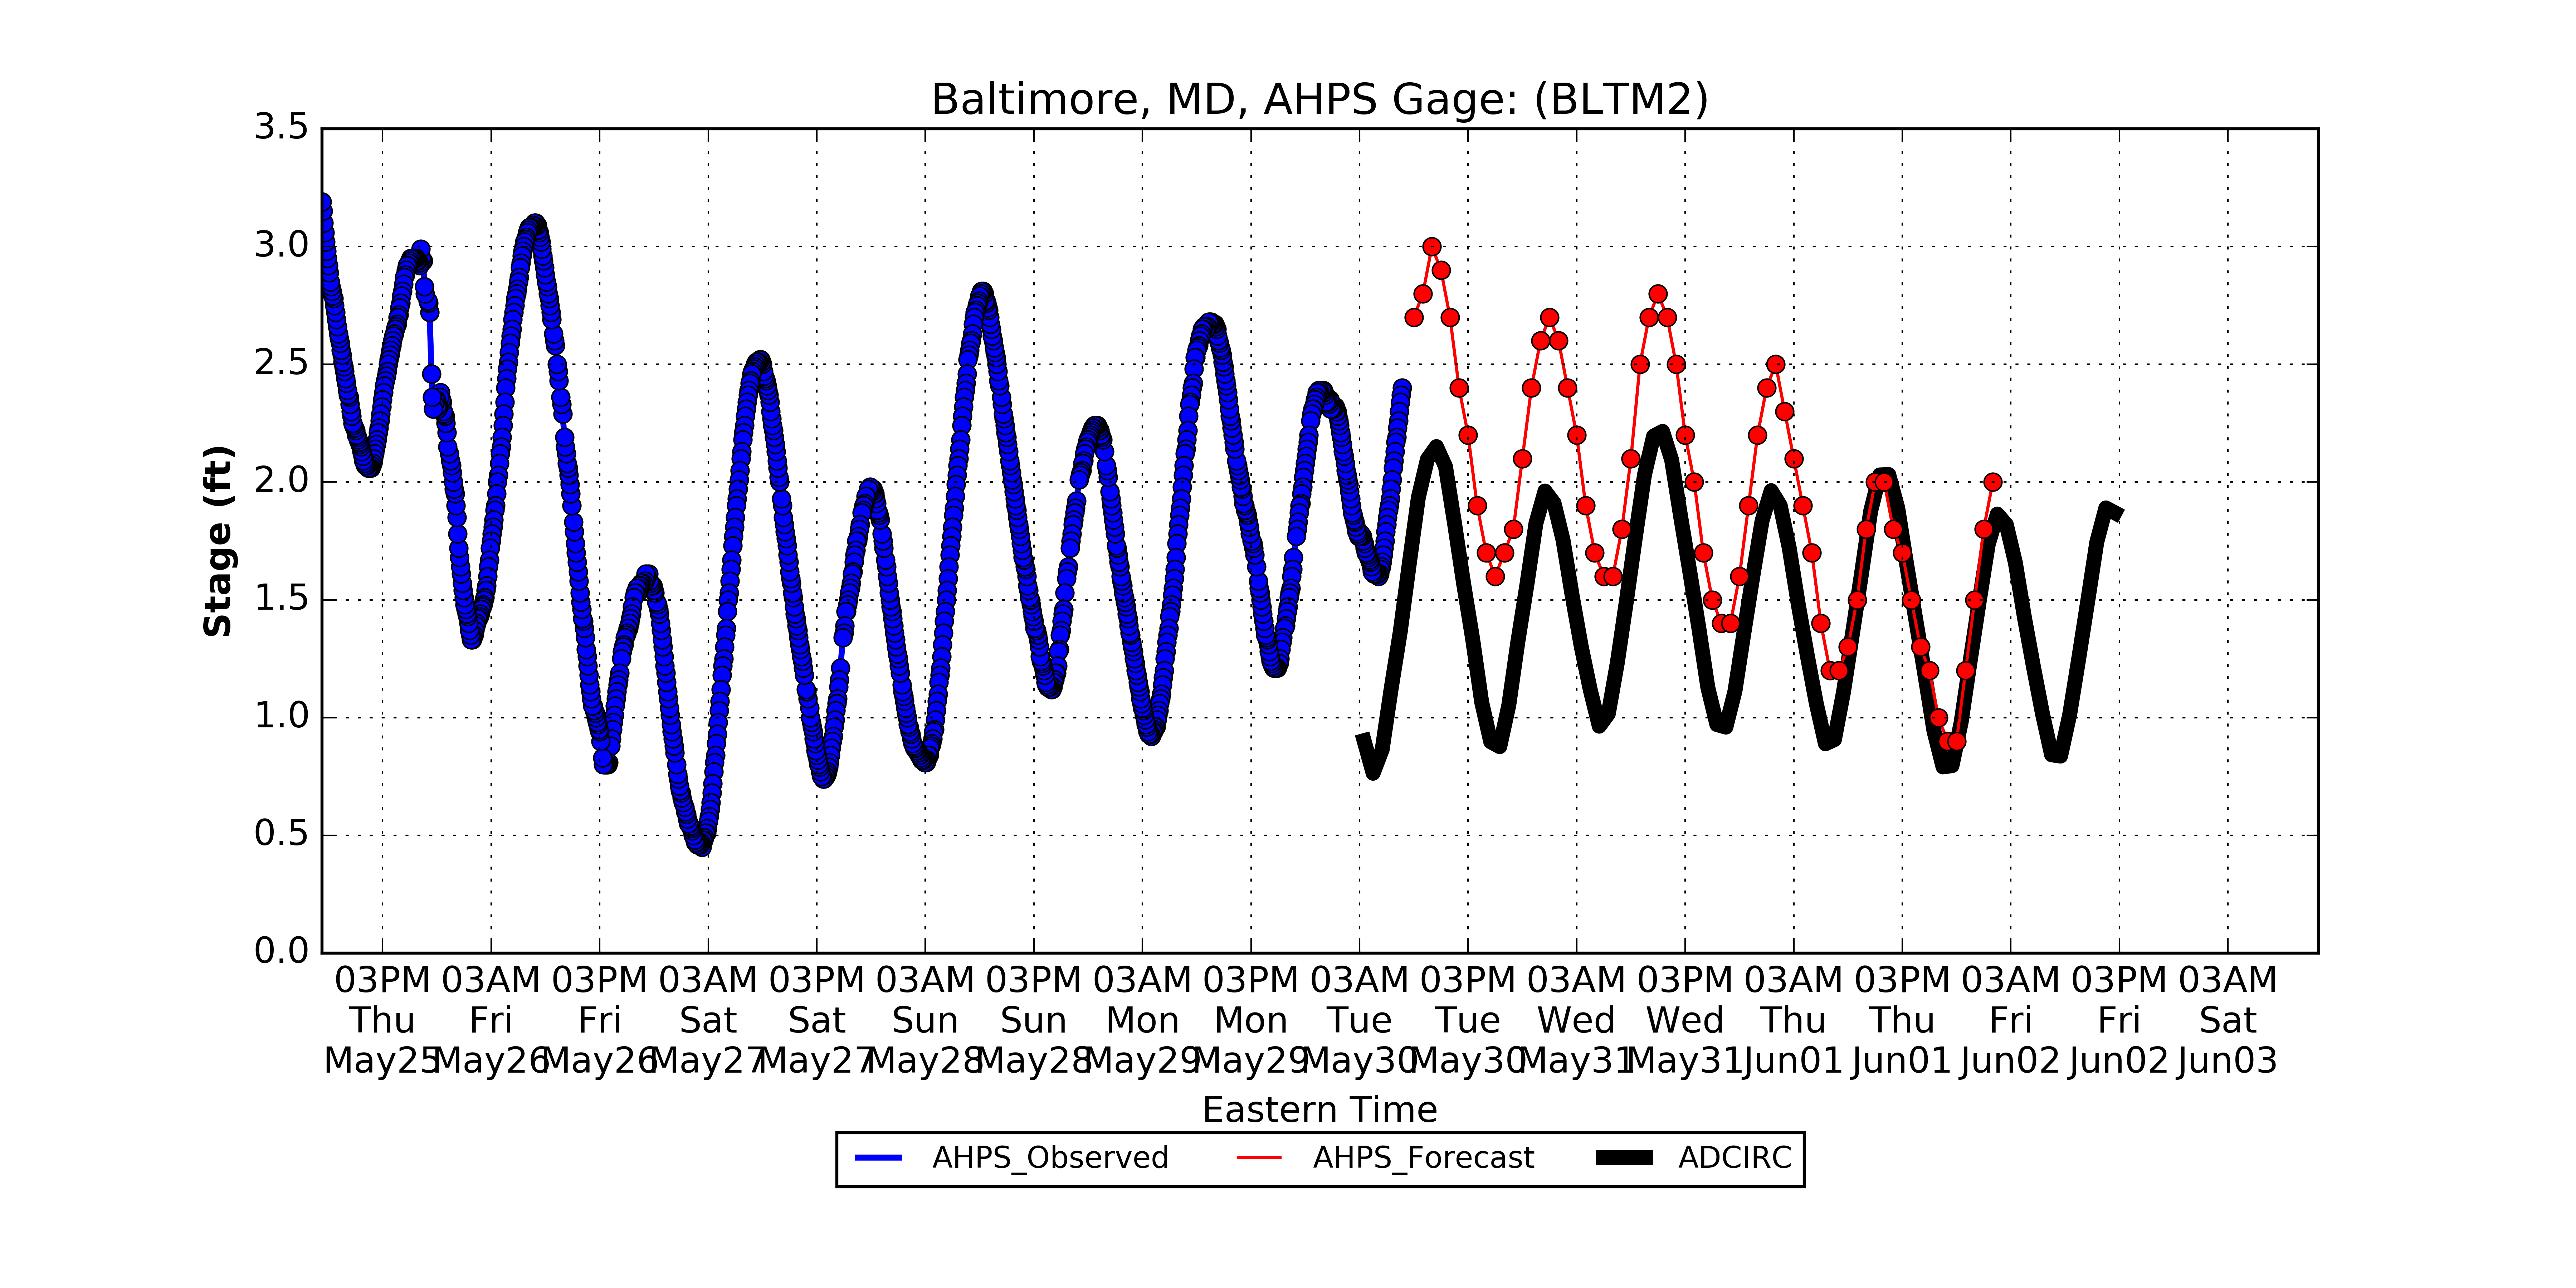 Baltimore, MD, AHPS Gage: (BLTM2)
3.5
3.0
2.5
2.0
1.5
1.0
0.5
0.0
Stage (ft)
03PM 03AM 03PM 03AM 03PM 03AM 03PM 03AM 03PM 03AM 03PM 03AM 03PM 03AM 03PM 03AM 03PM 03AM
Thu Fri Fri Sat Sat Sun Sun Mon Mon Tue Tue Wed Wed Thu Thu Fri Fri Sat
May25 May26 May26 May27 May27 May28 May28 May29 May29 May30 May30 May31 May31 Jun01 Jun01 Jun02 Jun02 Jun03
Eastern Time
AHPS_Observed AHPS_Forecast ADCIRC